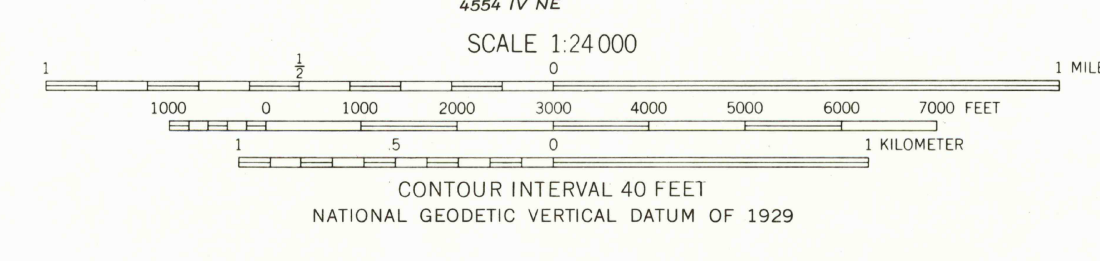 4554 IV NE
SCALE 1:24 000
1 1/2 0 1 MILE
1000 0 1000 2000 3000 4000 5000 6000 7000 FEET
1 .5 0 1 KILOMETER
CONTOUR INTERVAL 40 FEET
NATIONAL GEODETIC VERTICAL DATUM OF 1929